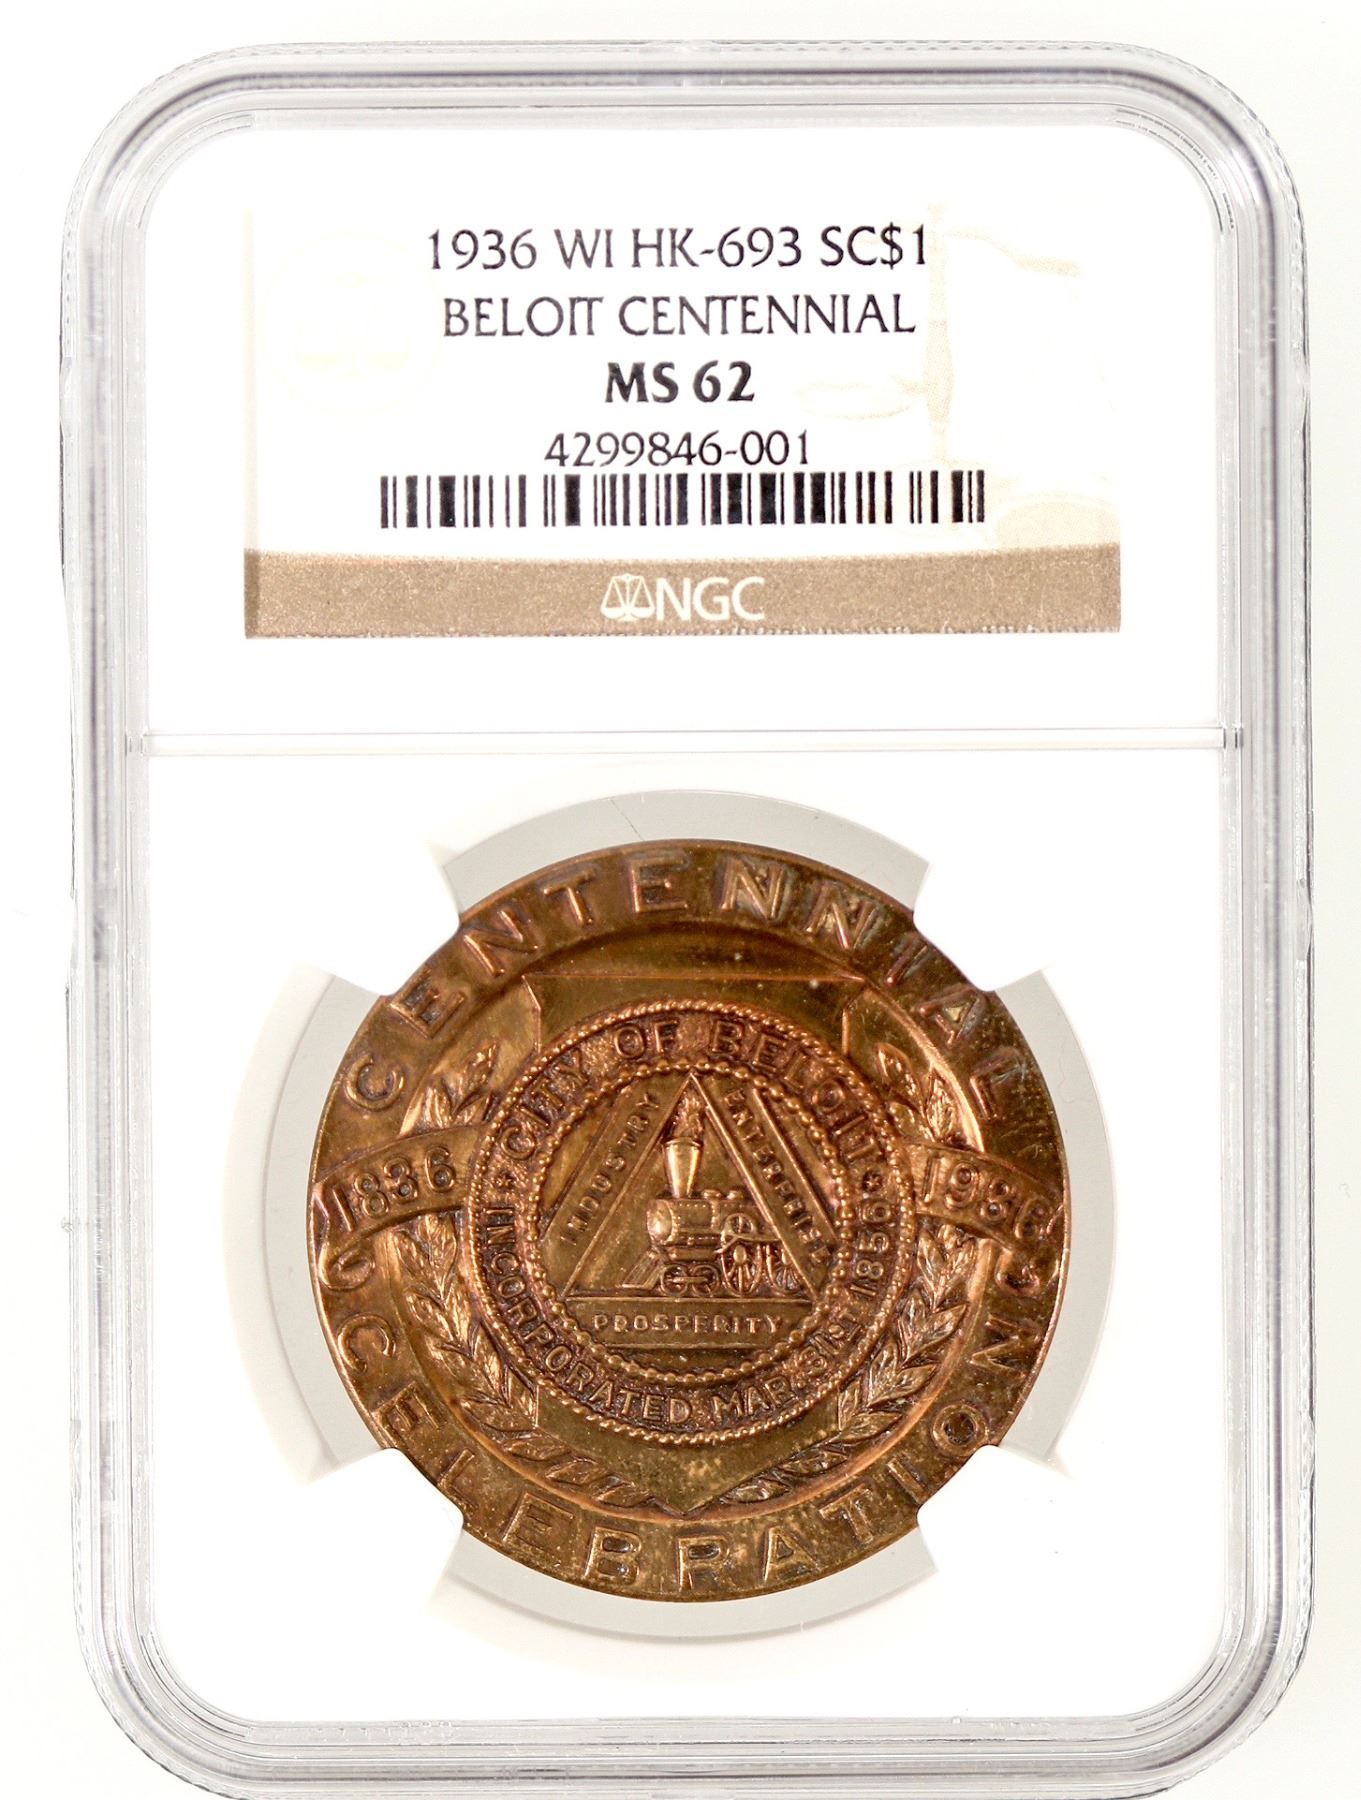 1936 WI HK-693 SC$1
BELOIT CENTENNIAL
MS 62
4299846-001
NGC
CENTENNIAL
CITY OF BELOIT
1836
1936
INDUSTRY
ENTERPRISE
PROSPERITY
INCORPORATED MAR. 31ST 1856
CELEBRATION